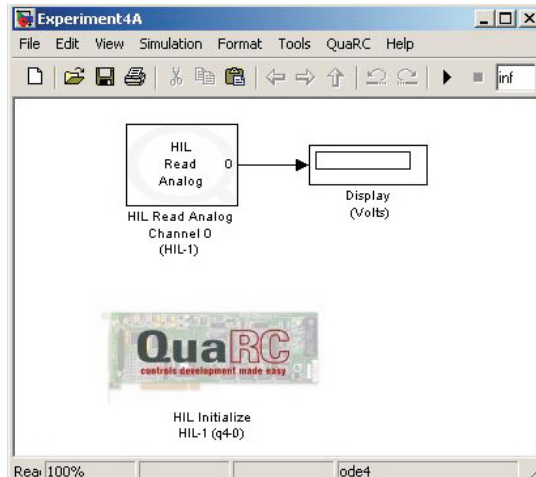 Experiment4A
File Edit View Simulation Format Tools QuaRC Help
inf
HIL
Read
Analog
0
HIL Read Analog
Channel 0
(HIL-1)
Display
(Volts)
QuaRC
controls development made easy
HIL Initialize
HIL-1 (q4-0)
100%
ode4